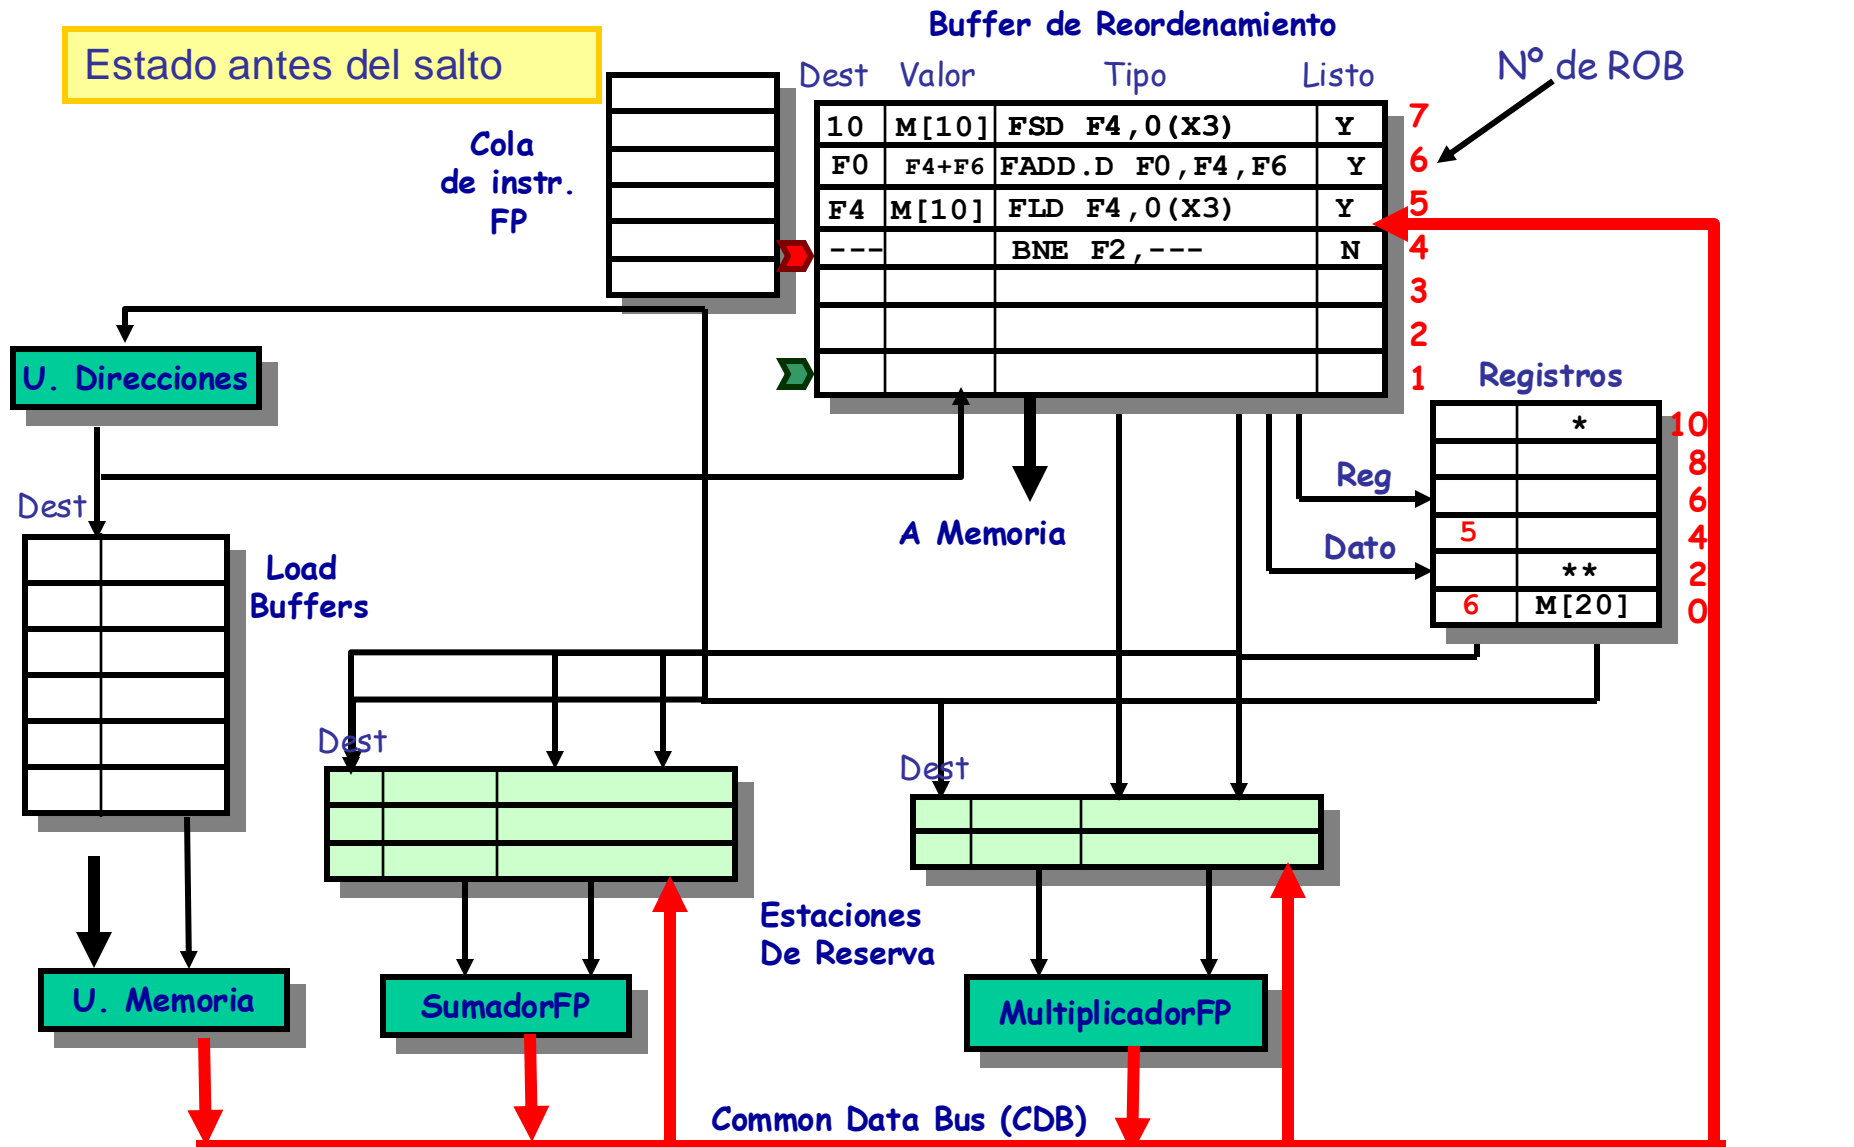 Estado antes del salto
Buffer de Reordenamiento
Dest Valor Tipo Listo
Nº de ROB
10 M[10] FSD F4,0(X3) Y 7
F0 F4+F6 FADD.D F0,F4,F6 Y 6
F4 M[10] FLD F4,0(X3) Y 5
--- BNE F2,--- N 4
3
2
1
Cola
de instr.
FP
U. Direcciones
Registros
* 10
8
6
5 4
** 2
6 M[20] 0
Reg
Dato
A Memoria
Dest
Load
Buffers
Dest
Dest
Estaciones
De Reserva
U. Memoria
SumadorFP
MultiplicadorFP
Common Data Bus (CDB)